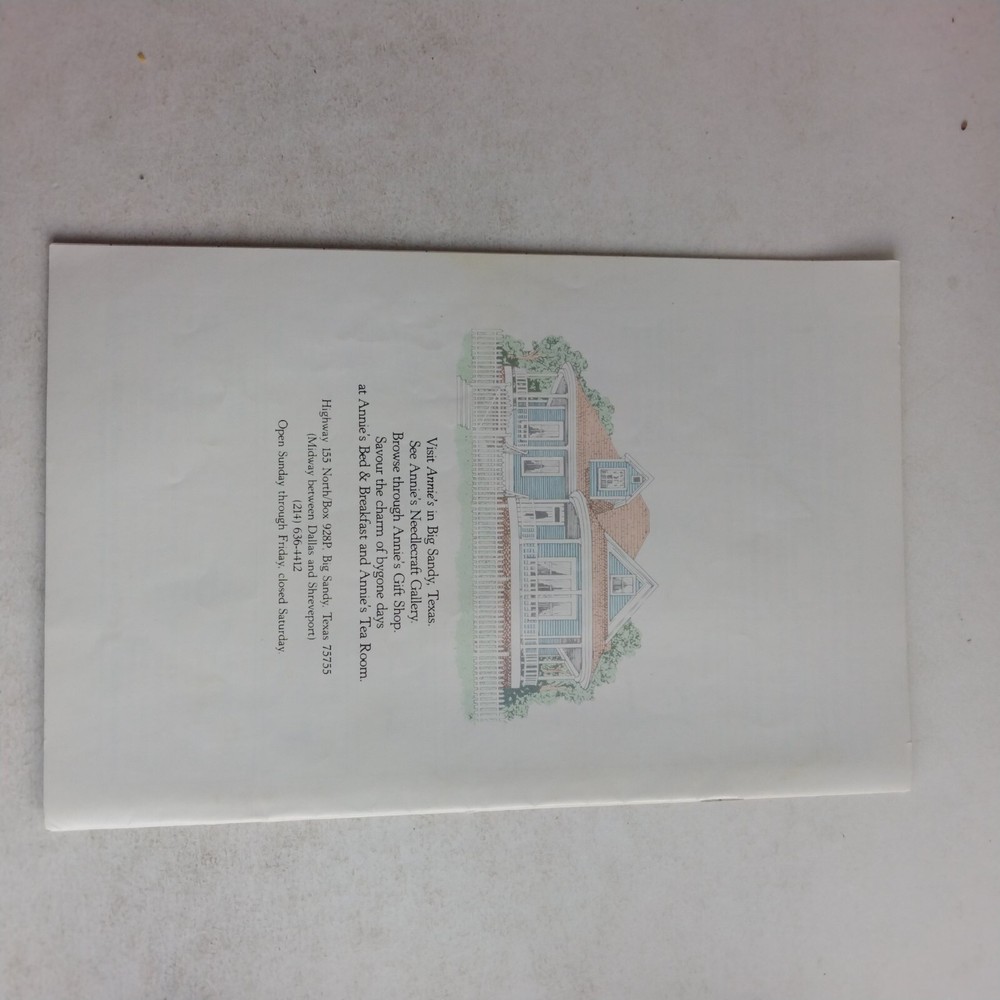 Visit Annie's in Big Sandy, Texas.
See Annie's Needlecraft Gallery.
Browse through Annie's Gift Shop.
Savour the charm of bygone days
at Annie's Bed & Breakfast and Annie's Tea Room.
Highway 155 North/Box 928P, Big Sandy, Texas 75755
(Midway between Dallas and Shreveport)
(214) 636-4412
Open Sunday through Friday, closed Saturday.